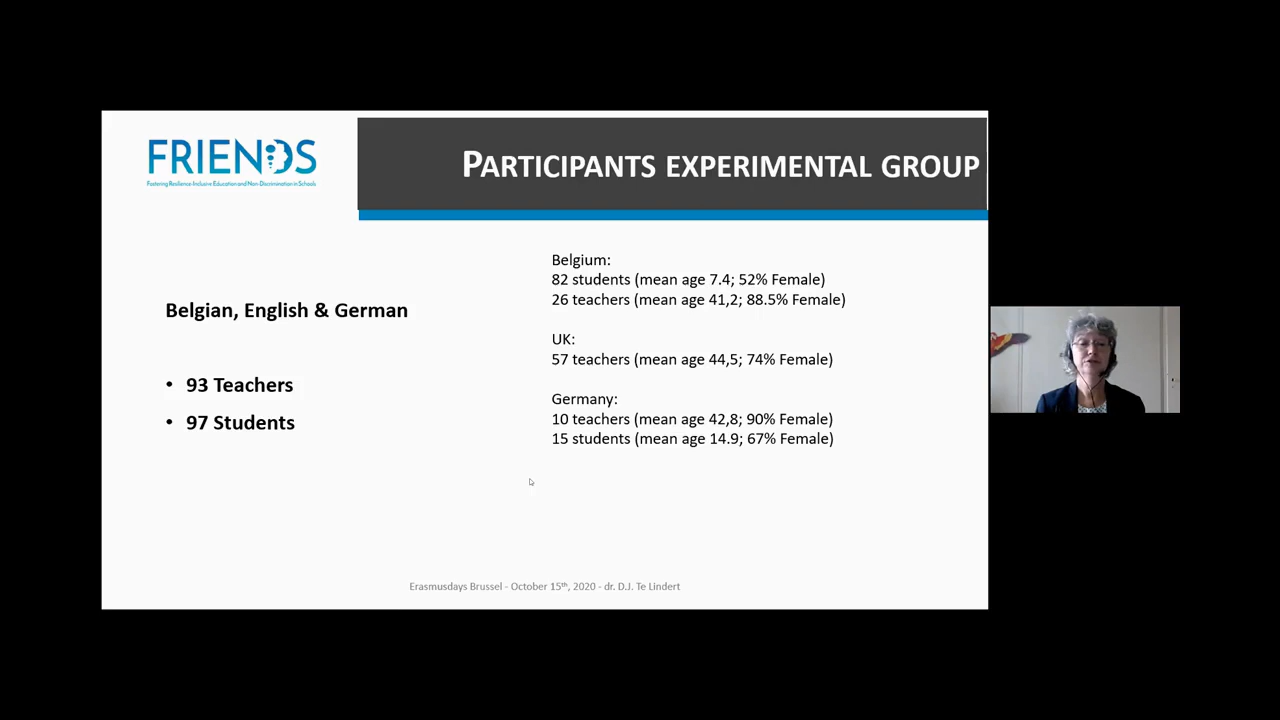 FRIENDS
Fostering Resilience Inclusive Education and Non-Discrimination in Schools
PARTICIPANTS EXPERIMENTAL GROUP
Belgian, English & German
• 93 Teachers
• 97 Students
Belgium:
82 students (mean age 7.4; 52% Female)
26 teachers (mean age 41,2; 88.5% Female)
UK:
57 teachers (mean age 44,5; 74% Female)
Germany:
10 teachers (mean age 42,8; 90% Female)
15 students (mean age 14.9; 67% Female)
Erasmusdays Brussel - October 15th, 2020 - dr. D.J. Te Lindert